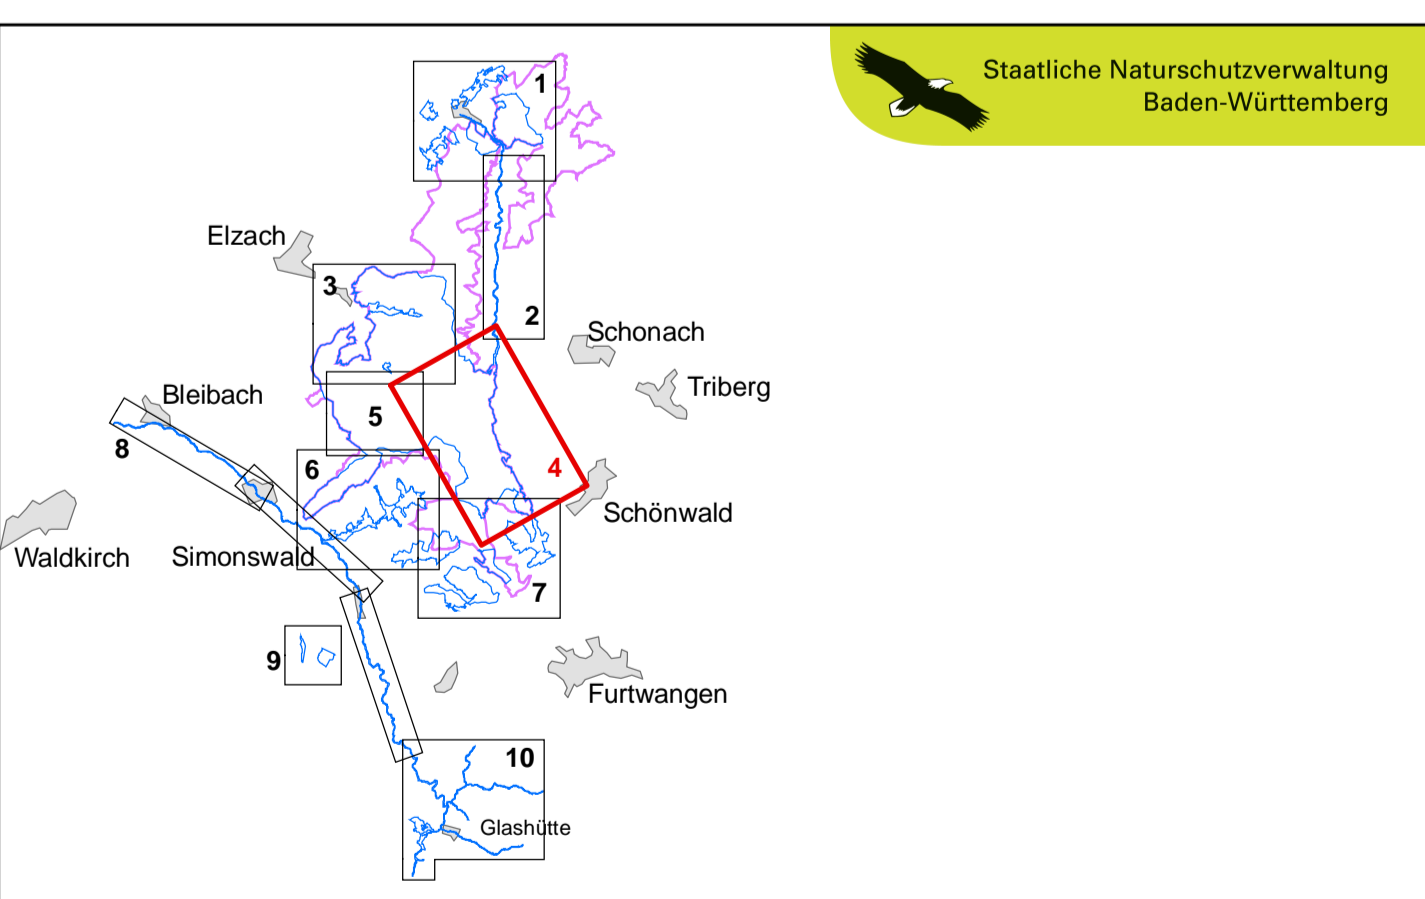 Staatliche Naturschutzverwaltung
Baden-Württemberg
1
Elzach
3
2
Schonach
Triberg
Bleibach
5
8
6
4
Schönwald
Waldkirch
Simonswald
7
9
Furtwangen
10
Glashütte